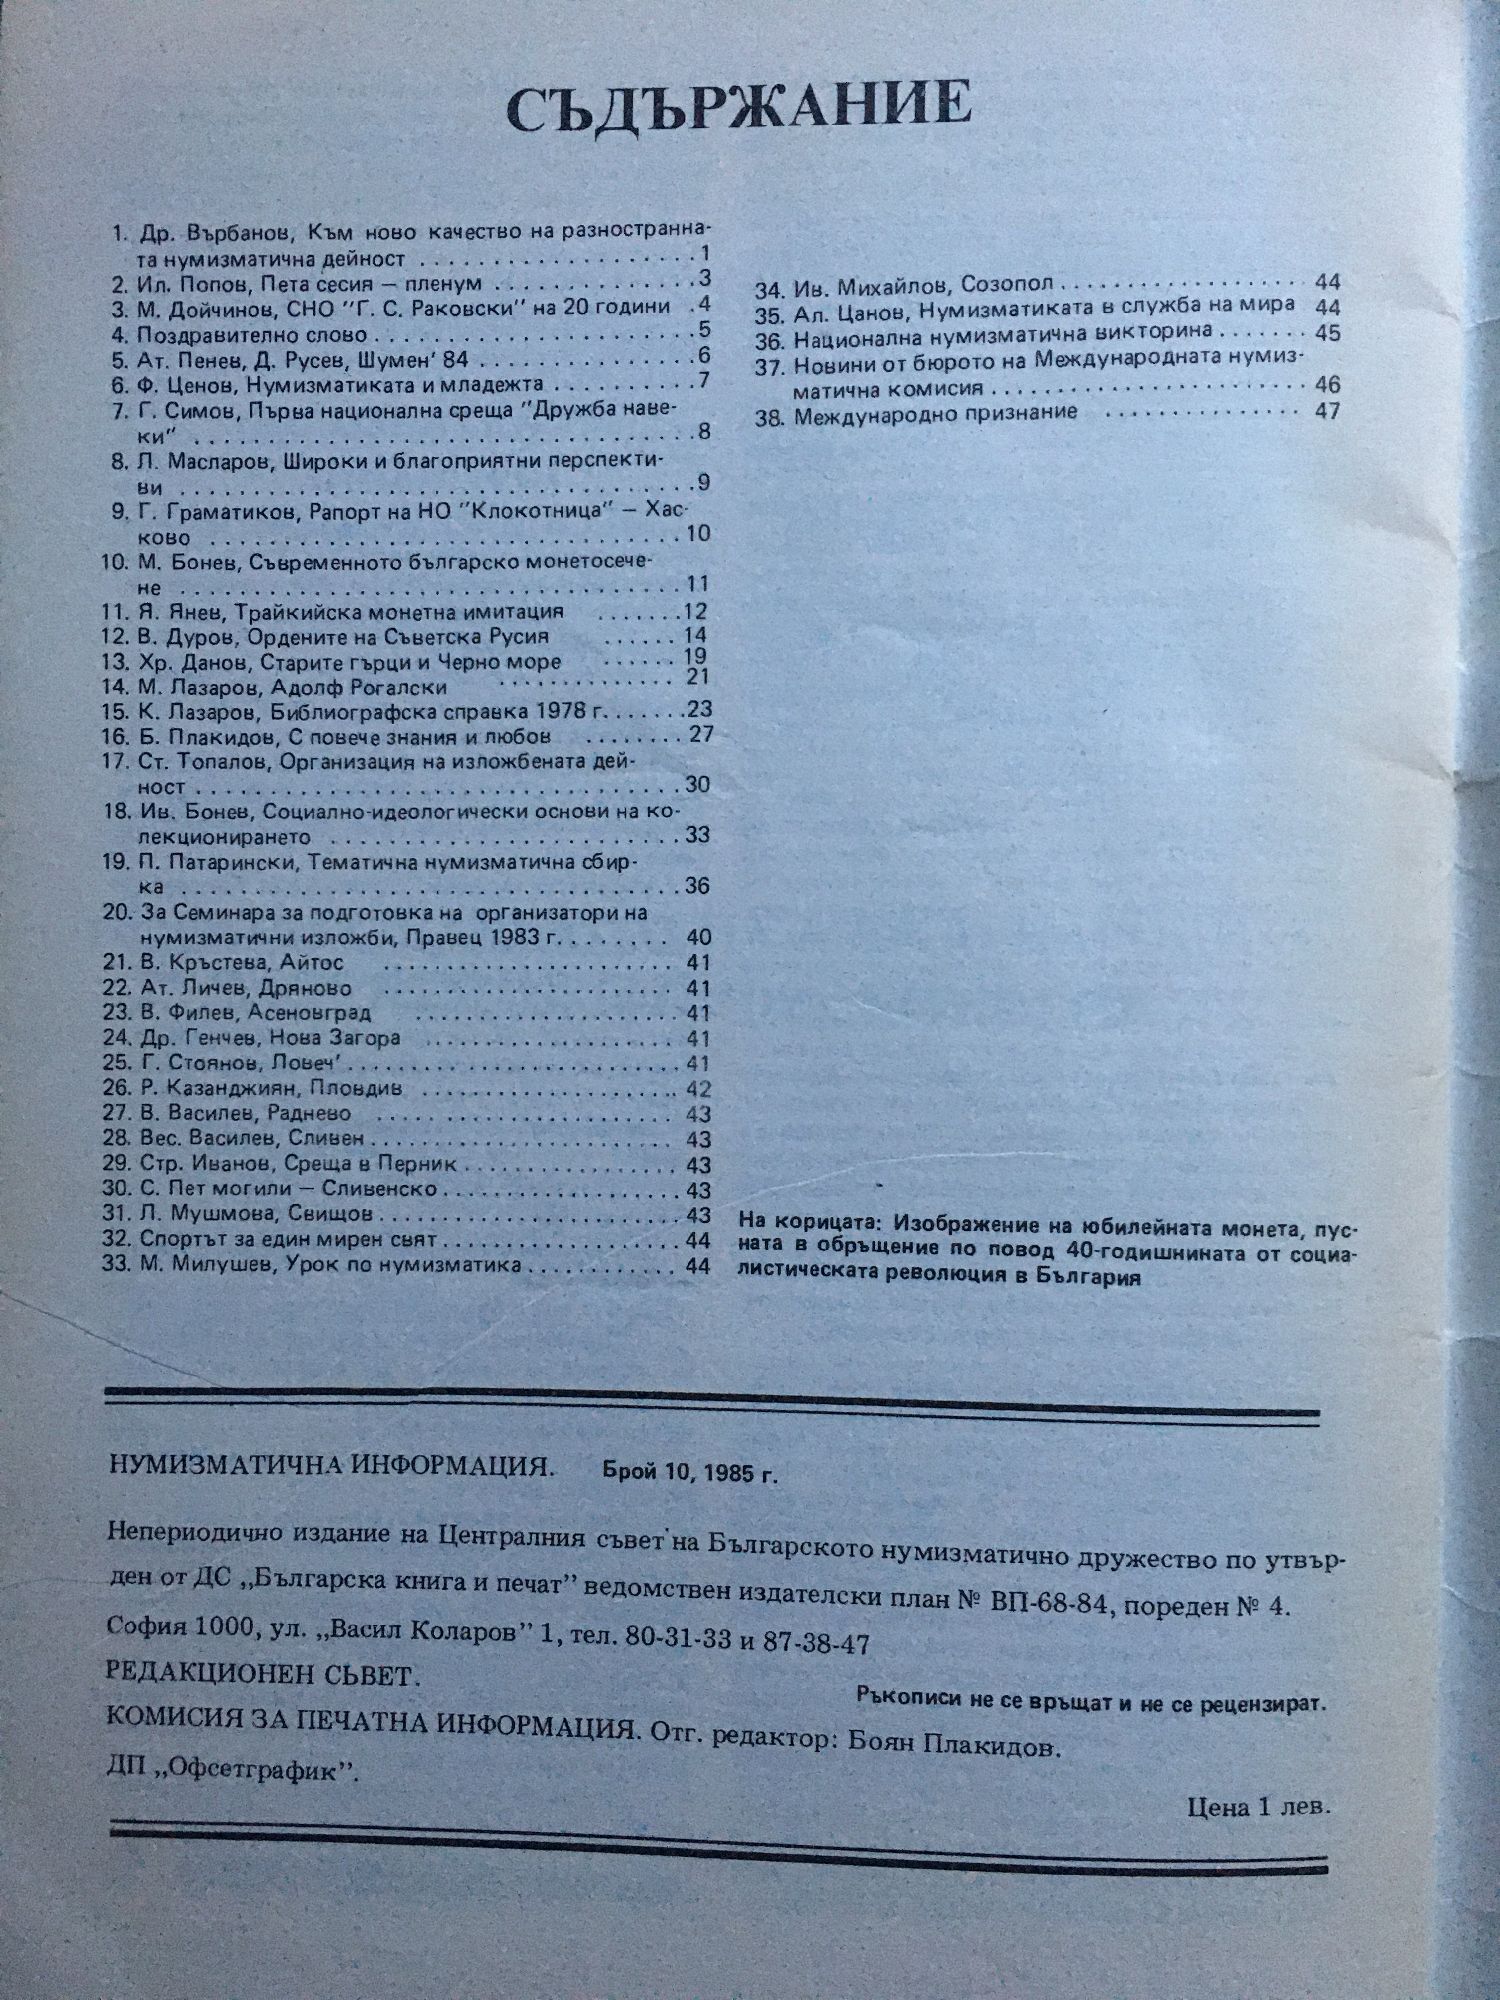 СЪДЪРЖАНИЕ
1. Др. Върбанов, Към ново качество на разностранна-
та нумизматична дейност . . . . . . . . . . . . . . . . . . . 1
2. Ил. Попов, Пета сесия — пленум . . . . . . . . . . . . . . 3
3. М. Дойчинов, СНО "Г. С. Раковски" на 20 години . 4
4. Поздравително слово . . . . . . . . . . . . . . . . . . . . . . 5
5. Ат. Пенев, Д. Русев, Шумен' 84 . . . . . . . . . . . . . . . 6
6. Ф. Ценов, Нумизматиката и младежта . . . . . . . . . . 7
7. Г. Симов, Първа национална среща "Дружба наве-
ки" . . . . . . . . . . . . . . . . . . . . . . . . . . . . . . . . . . 8
8. Л. Масларов, Широки и благоприятни перспекти-
ви . . . . . . . . . . . . . . . . . . . . . . . . . . . . . . . . . . . 9
9. Г. Граматиков, Рапорт на НО "Клокотница" — Хас-
ково . . . . . . . . . . . . . . . . . . . . . . . . . . . . . . . . 10
10. М. Бонев, Съвременното българско монетосече-
не . . . . . . . . . . . . . . . . . . . . . . . . . . . . . . . . . . 11
11. Я. Янев, Трайкийска монетна имитация . . . . . . . 12
12. В. Дуров, Ордените на Съветска Русия . . . . . . 14
13. Хр. Данов, Старите гърци и Черно море . . . . . . 19
14. М. Лазаров, Адолф Рогалски . . . . . . . . . . . . . 21
15. К. Лазаров, Библиографска справка 1978 г. . . . . . . 23
16. Б. Плакидов, С повече знания и любов . . . . . . . . 27
17. Ст. Топалов, Организация на изложбената дей-
ност . . . . . . . . . . . . . . . . . . . . . . . . . . . . . . . . . 30
18. Ив. Бонев, Социално-идеологически основи на ко-
лекционирането . . . . . . . . . . . . . . . . . . . . . . . . 33
19. П. Патарински, Тематична нумизматична сбир-
ка . . . . . . . . . . . . . . . . . . . . . . . . . . . . . . . . . . 36
20. За Семинара за подготовка на организатори на
нумизматични изложби, Правец 1983 г. . . . . . . . 40
21. В. Кръстева, Айтос . . . . . . . . . . . . . . . . . . . . 41
22. Ат. Личев, Дряново . . . . . . . . . . . . . . . . . . . . 41
23. В. Филев, Асеновград . . . . . . . . . . . . . . . . . . 41
24. Др. Генчев, Нова Загора . . . . . . . . . . . . . . . . . 41
25. Г. Стоянов, Ловеч' . . . . . . . . . . . . . . . . . . . . . . . 41
26. Р. Казанджиян, Пловдив . . . . . . . . . . . . . . . . . . 42
27. В. Василев, Раднево . . . . . . . . . . . . . . . . . . . . 43
28. Вес. Василев, Сливен . . . . . . . . . . . . . . . . . . . . . 43
29. Стр. Иванов, Среща в Перник . . . . . . . . . . . . . . . 43
30. С. Пет могили — Сливенско . . . . . . . . . . . . . . . . . 43
31. Л. Мушмова, Свищов . . . . . . . . . . . . . . . . . . . . . 43
32. Спортът за един мирен свят . . . . . . . . . . . . . . . . . 44
33. М. Милушев, Урок по нумизматика . . . . . . . . . . . 44
34. Ив. Михайлов, Созопол . . . . . . . . . . . . . . . . . . . 44
35. Ал. Цанов, Нумизматиката в служба на мира 44
36. Национална нумизматична викторина . . . . . . . 45
37. Новини от бюрото на Международната нумиз-
матична комисия . . . . . . . . . . . . . . . . . . . . . . 46
38. Международно признание . . . . . . . . . . . . . . 47
На корицата: Изображение на юбилейната монета, пус-
ната в обръщение по повод 40-годишнината от социа-
листическата революция в България
НУМИЗМАТИЧНА ИНФОРМАЦИЯ. Брой 10, 1985 г.
Непериодично издание на Централния съвет на Българското нумизматично дружество по утвър-
ден от ДС „Българска книга и печат” ведомствен издателски план № ВП-68-84, пореден № 4.
София 1000, ул. „Васил Коларов” 1, тел. 80-31-33 и 87-38-47
РЕДАКЦИОНЕН СЪВЕТ.
Ръкописи не се връщат и не се рецензират.
КОМИСИЯ ЗА ПЕЧАТНА ИНФОРМАЦИЯ. Отг. редактор: Боян Плакидов.
ДП „Офсетграфик”.
Цена 1 лев.